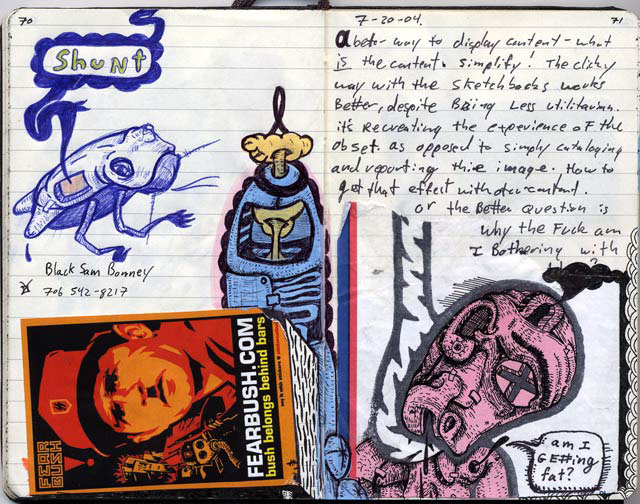 70
Shunt
Black Sam Bonney
706 542-8217
FEARBUSH.COM
bush belongs behind bars
FEAR
BUSH
7-20-04.
71
a beter way to display content - what
is the content. Simplify! The clicky
way with the sketchbooks works
Better, despite Being Less utilitarian.
it's Recreating the experience of the
object. as opposed to simply cataloging
and reporting the image. How to
get that effect with other content.
or the Better question is
why the Fuck am
I Bothering with
am I
GETTing
fat?